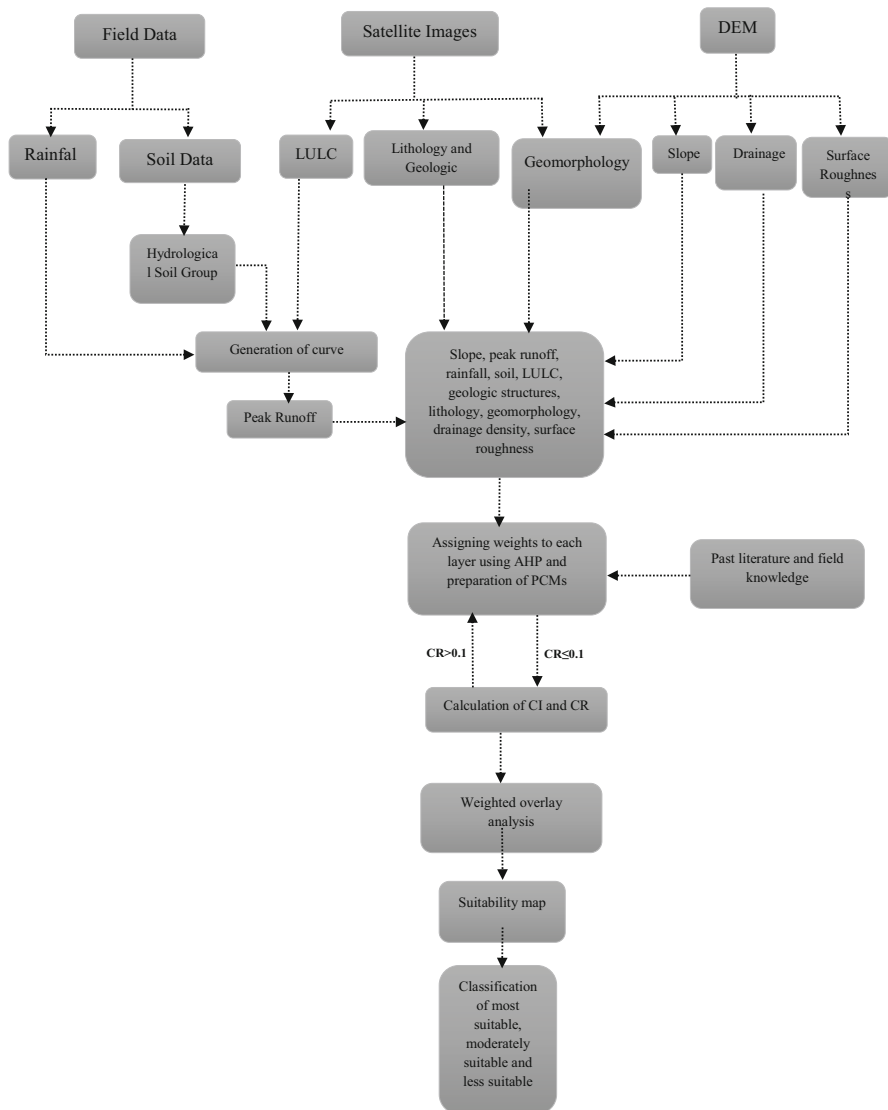 Field Data
Satellite Images
DEM
Rainfal
Soil Data
LULC
Lithology and
Geologic
Geomorphology
Slope
Drainage
Surface
Roughnes
s
Hydrologica
l Soil Group
Generation of curve
Peak Runoff
Slope, peak runoff,
rainfall, soil, LULC,
geologic structures,
lithology, geomorphology,
drainage density, surface
roughness
Assigning weights to each
layer using AHP and
preparation of PCMs
Past literature and field
knowledge
CR>0.1
CR≤0.1
Calculation of CI and CR
Weighted overlay
analysis
Suitability map
Classification
of most
suitable,
moderately
suitable and
less suitable